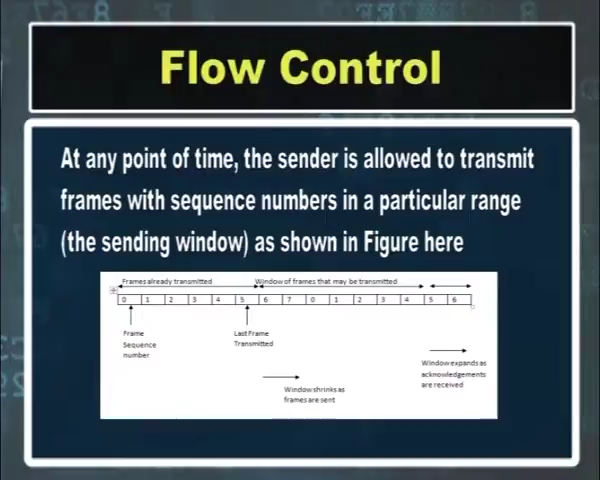 Flow Control
At any point of time, the sender is allowed to transmit
frames with sequence numbers in a particular range
(the sending window) as shown in Figure here
Frames already transmitted Window of frames that may be transmitted
0 1 2 3 4 5 6 7 0 1 2 3 4 5 6
Frame
Sequence
number
Last Frame
Transmitted
Window expands as
acknowledgements
are received
Window shrinks as
frames are sent